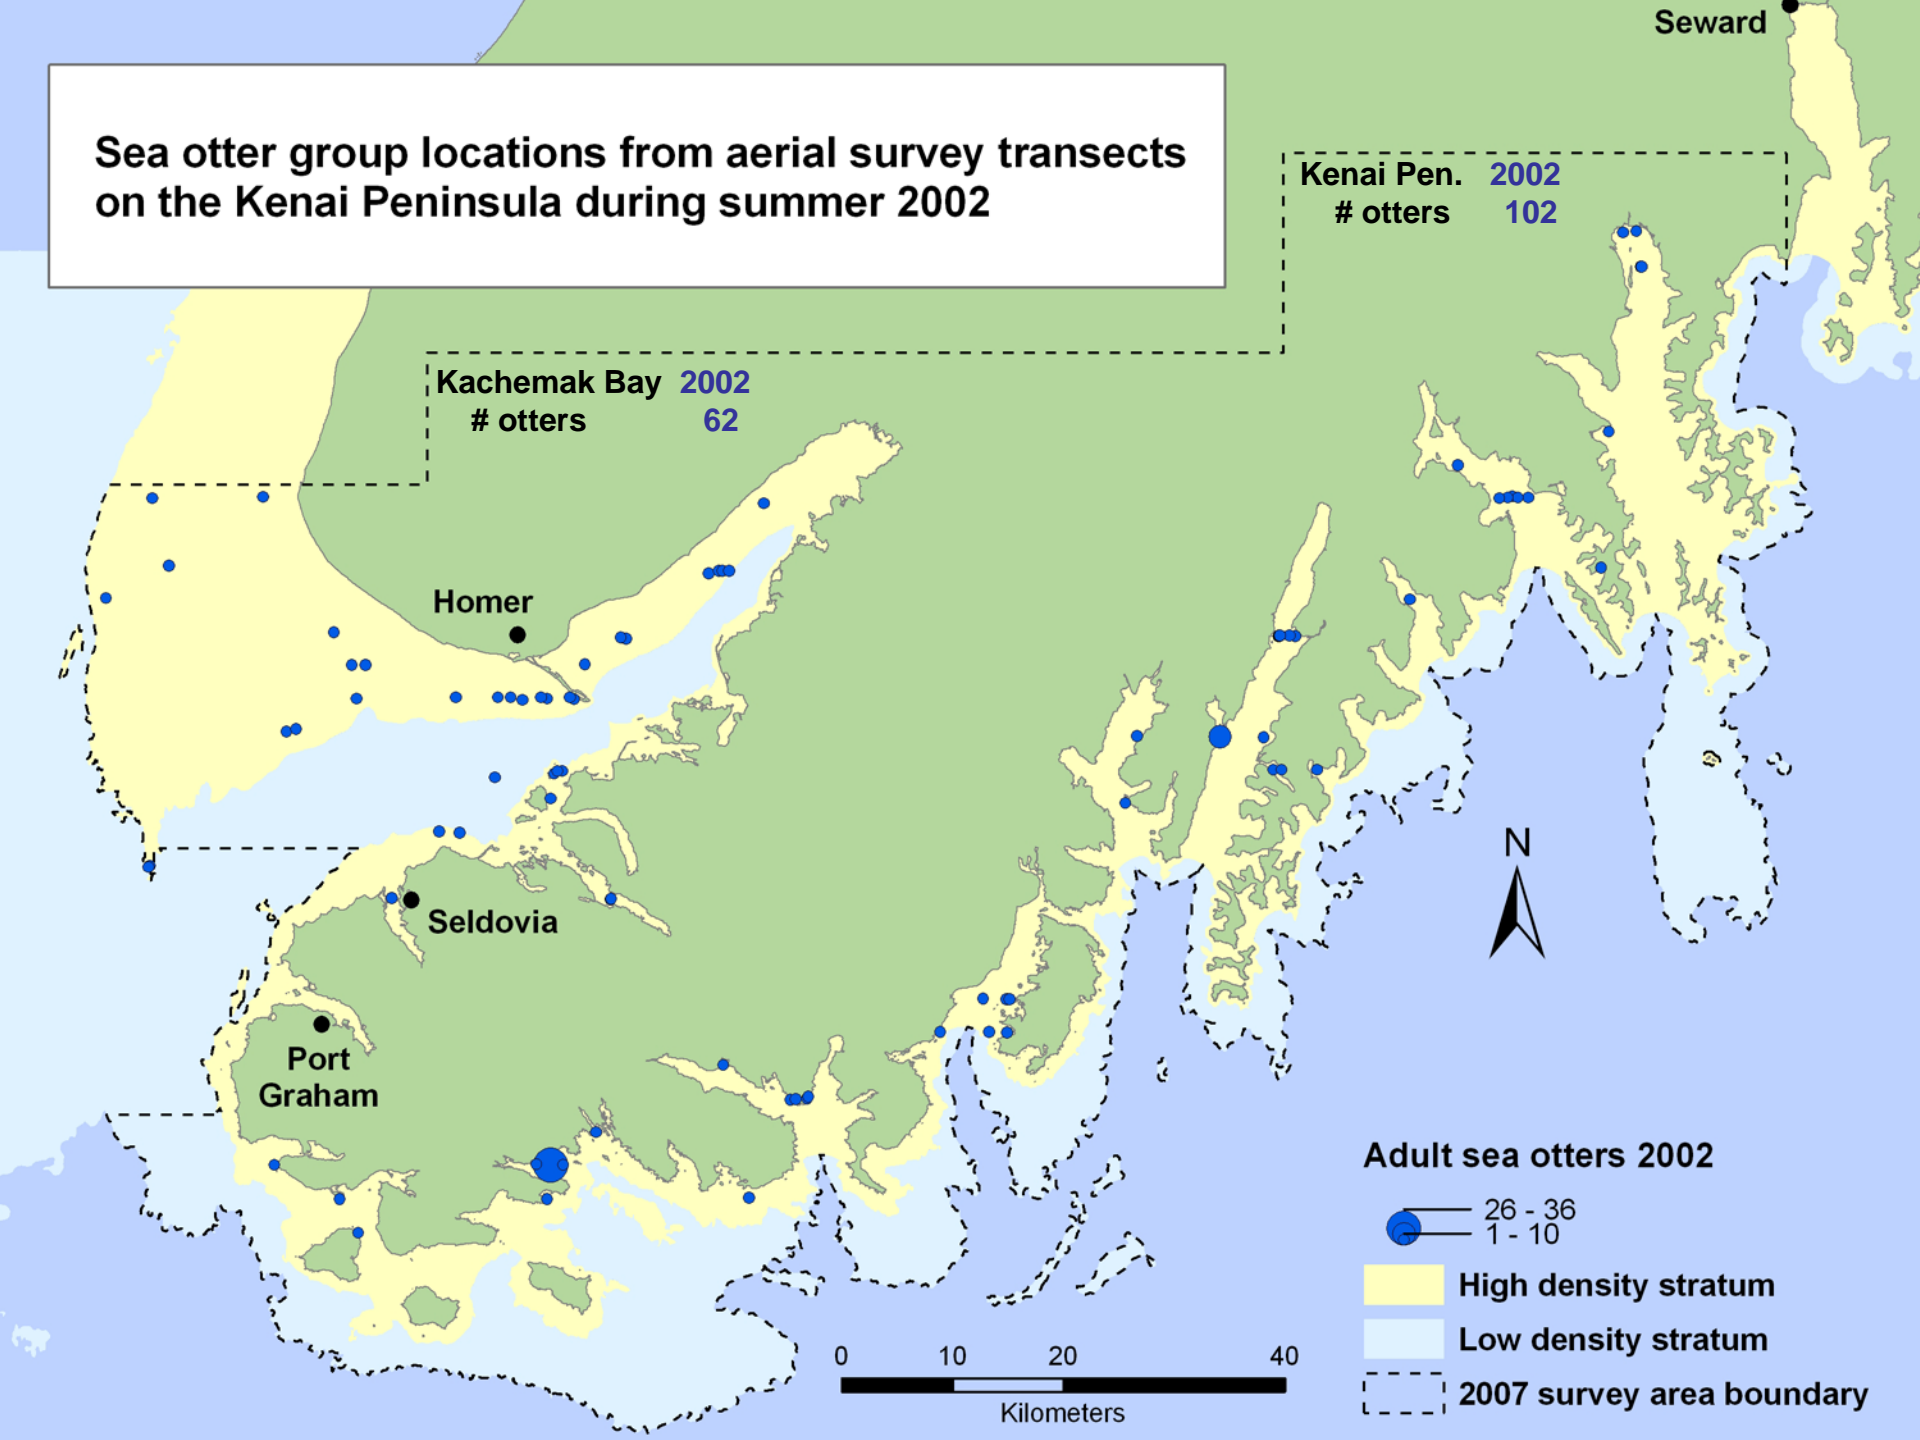 Seward
Sea otter group locations from aerial survey transects
on the Kenai Peninsula during summer 2002
Kenai Pen. 2002
# otters 102
Kachemak Bay 2002
# otters 62
Homer
Seldovia
Port
Graham
N
Adult sea otters 2002
26 - 36
1 - 10
High density stratum
Low density stratum
2007 survey area boundary
0 10 20 40
Kilometers